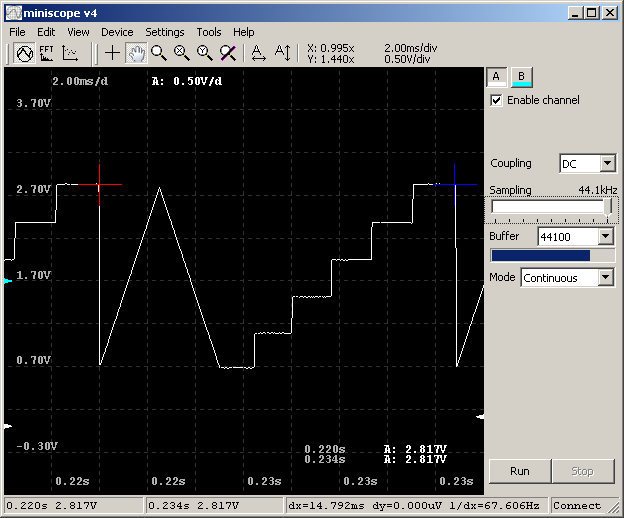 miniscope v4
File Edit View Device Settings Tools Help
FFT X: 0.995x 2.00ms/div
Y: 1.440x 0.50V/div
2.00ms/d A: 0.50V/d
3.70V
2.70V
1.70V
0.70V
-0.30V
0.220s A: 2.817V
0.234s A: 2.817V
0.22s 0.22s 0.23s 0.23s 0.23s
A B
Enable channel
Coupling DC
Sampling 44.1kHz
Buffer 44100
Mode Continuous
Run Stop
0.220s 2.817V 0.234s 2.817V dx=14.792ms dy=0.000uV 1/dx=67.606Hz Connect